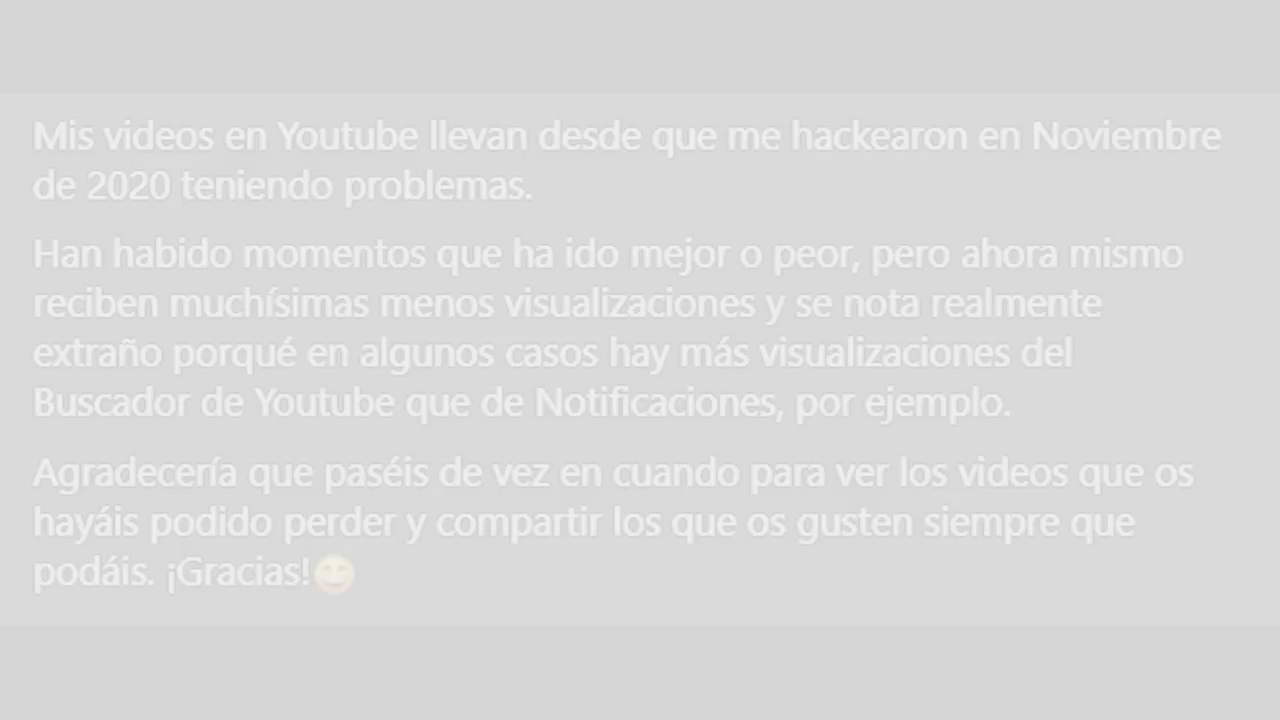 Mis videos en Youtube llevan desde que me hackearon en Noviembre
de 2020 teniendo problemas.
Han habido momentos que ha ido mejor o peor, pero ahora mismo
reciben muchísimas menos visualizaciones y se nota realmente
extraño porqué en algunos casos hay más visualizaciones del
Buscador de Youtube que de Notificaciones, por ejemplo.
Agradecería que paséis de vez en cuando para ver los videos que os
hayáis podido perder y compartir los que os gusten siempre que
podáis. ¡Gracias!😄